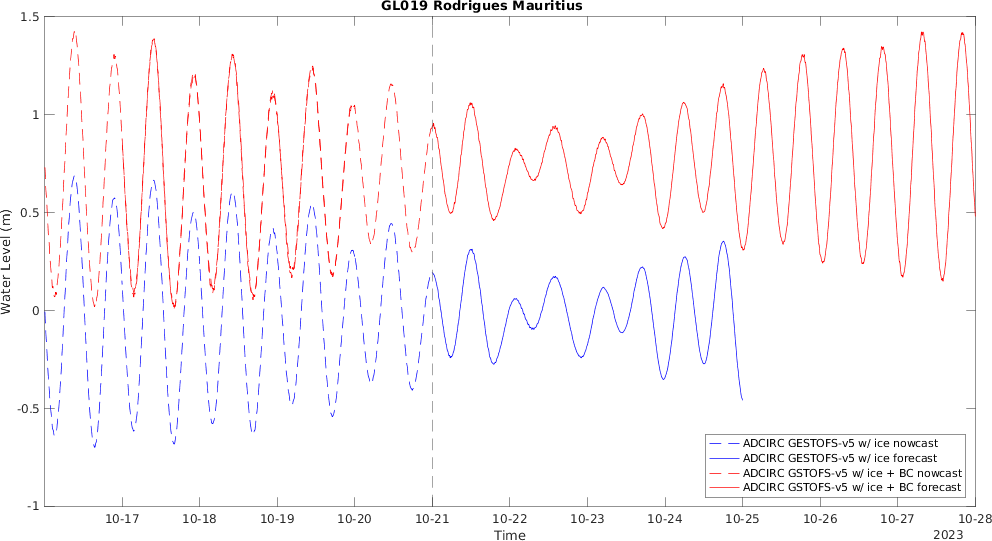 GL019 Rodrigues Mauritius
1.5
1
0.5
0
-0.5
-1
Water Level (m)
10-17 10-18 10-19 10-20 10-21 10-22 10-23 10-24 10-25 10-26 10-27 10-28
Time
2023
ADCIRC GESTOFS-v5 w/ ice nowcast
ADCIRC GESTOFS-v5 w/ ice forecast
ADCIRC GSTOFS-v5 w/ ice + BC nowcast
ADCIRC GSTOFS-v5 w/ ice + BC forecast